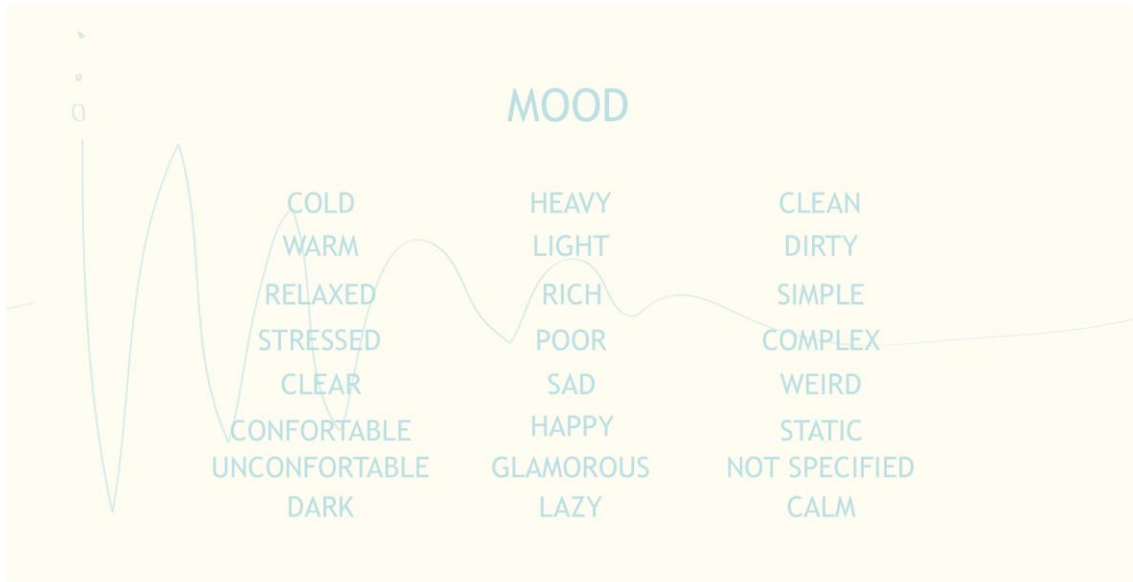 MOOD
COLD HEAVY CLEAN
WARM LIGHT DIRTY
RELAXED RICH SIMPLE
STRESSED POOR COMPLEX
CLEAR SAD WEIRD
CONFORTABLE HAPPY STATIC
UNCONFORTABLE GLAMOROUS NOT SPECIFIED
DARK LAZY CALM